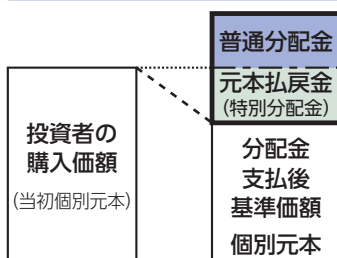 普通分配金
元本払戻金
(特別分配金)
投資者の
購入価額
(当初個別元本)
分配金
支払後
基準価額
個別元本